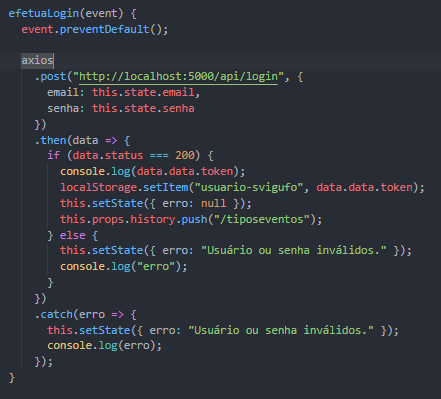 efetuaLogin(event) {
event.preventDefault();
axios
.post("http://localhost:5000/api/login", {
email: this.state.email,
senha: this.state.senha
})
.then(data => {
if (data.status === 200) {
console.log(data.data.token);
localStorage.setItem("usuario-svigufo", data.data.token);
this.setState({ erro: null });
this.props.history.push("/tiposeventos");
} else {
this.setState({ erro: "Usuário ou senha inválidos." });
console.log("erro");
}
})
.catch(erro => {
this.setState({ erro: "Usuário ou senha inválidos." });
console.log(erro);
});
}